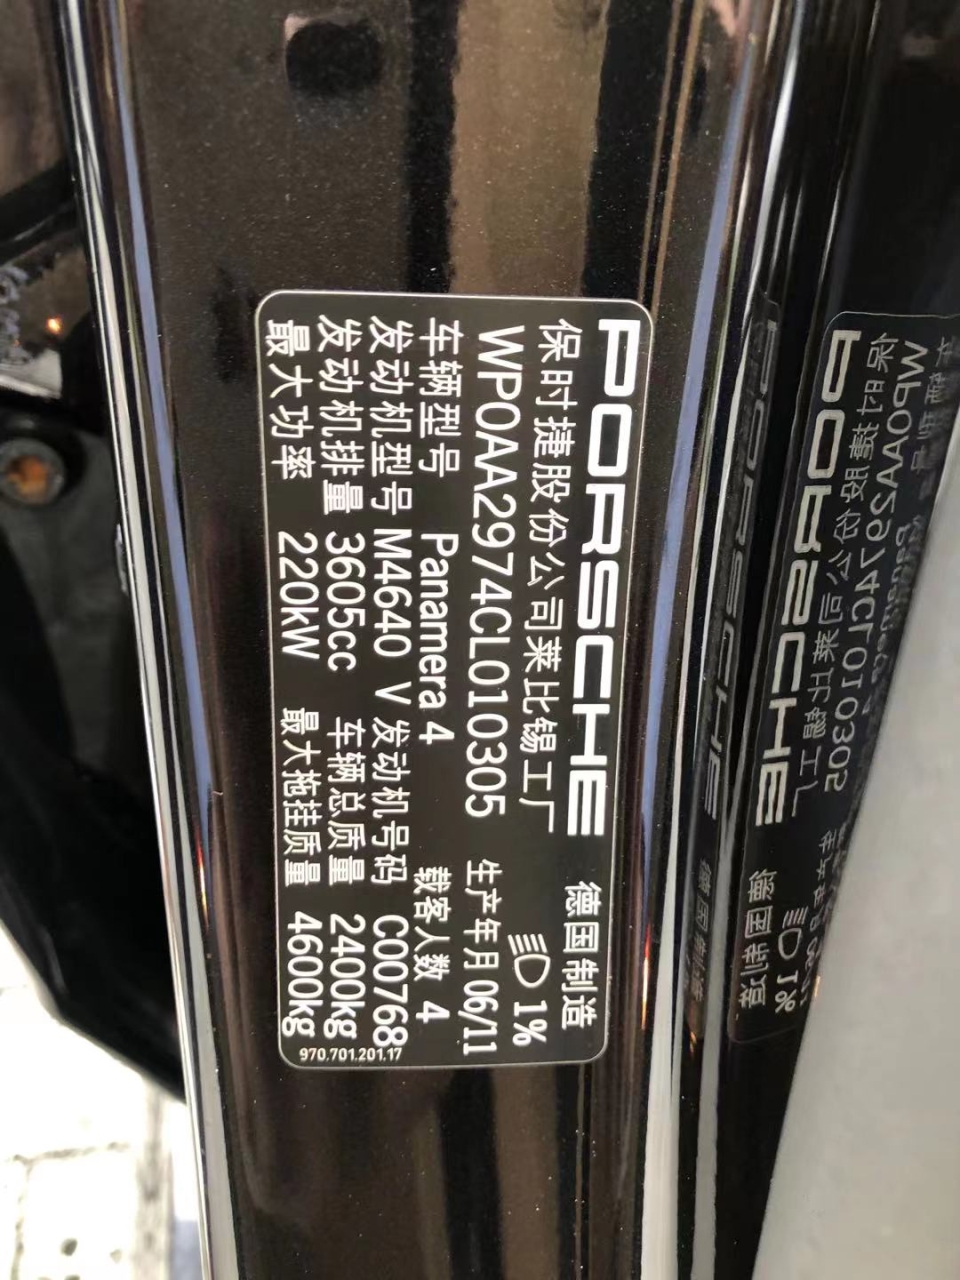 PORSCHE 德国制造
保时捷股份公司莱比锡工厂 1%
WP0AA2974CL010305 生产年月 06/11
车辆型号 Panamera 4 载客人数 4
发动机型号 M4640 V 发动机号码 C00768
发动机排量 3605cc 车辆总质量 2400kg
最大功率 220kW 最大拖挂质量 4600kg
970.701.201.17